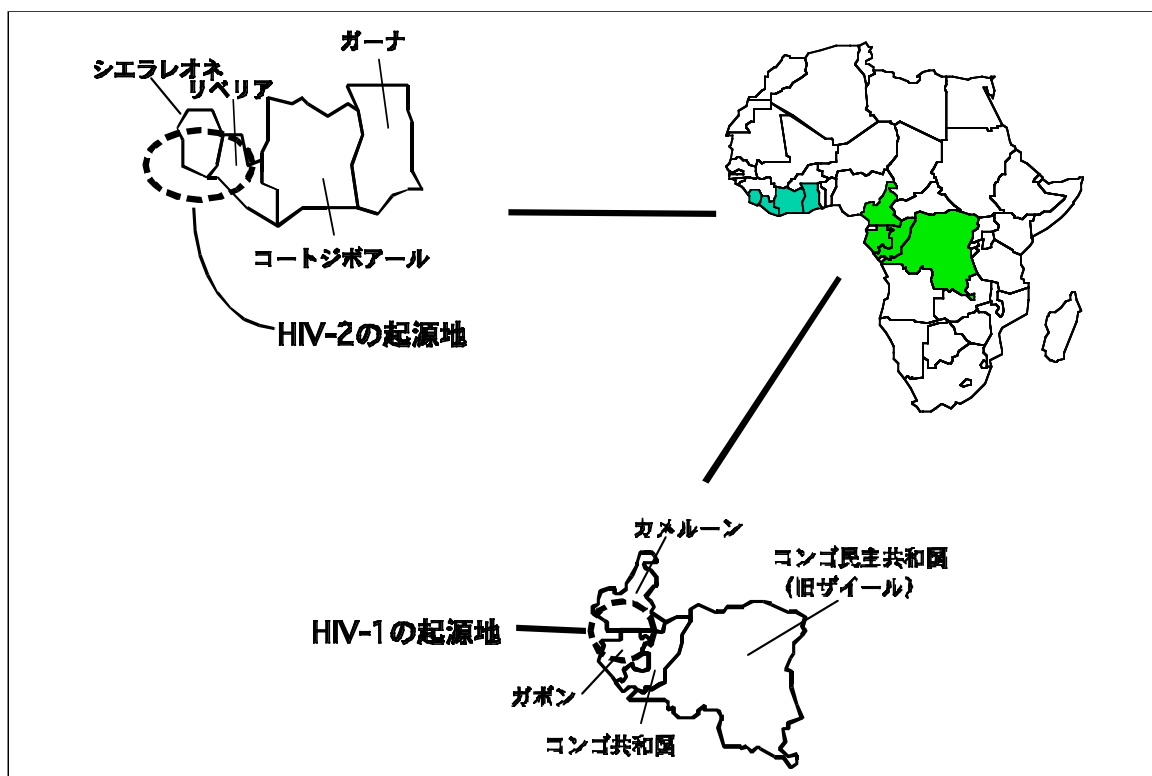 ガーナ
シエラレオネ
リベリア
コートジボアール
HIV-2の起源地
カメルーン
コンゴ民主共和国
(旧ザイール)
HIV-1の起源地
ガボン
コンゴ共和国